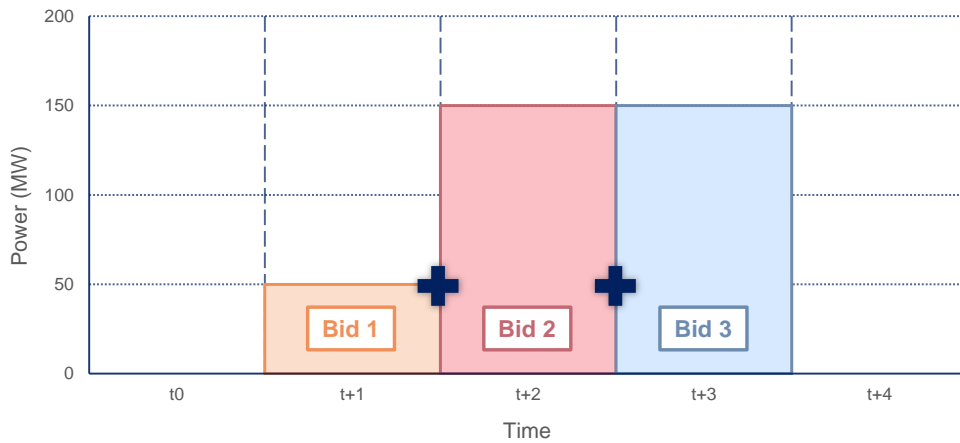 200
150
100
50
0
Power (MW)
Bid 1
Bid 2
Bid 3
t0
t+1
t+2
t+3
t+4
Time